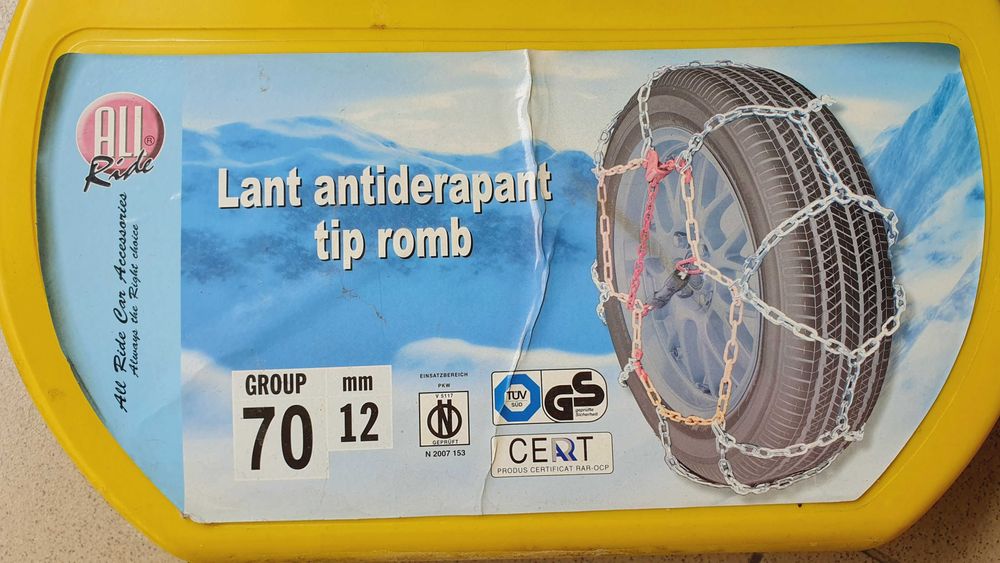 ALL ®
Ride
All Ride Car Accessories
Always the Right choice
Lant antiderapant
tip romb
GROUP
70
mm
12
EINSATZBEREICH
PKW
V 5117
N
GEPRÜFT
N 2007 153
TÜV
SÜD
GS
geprüfte
Sicherheit
CERT
PRODUS CERTIFICAT RAR-OCP